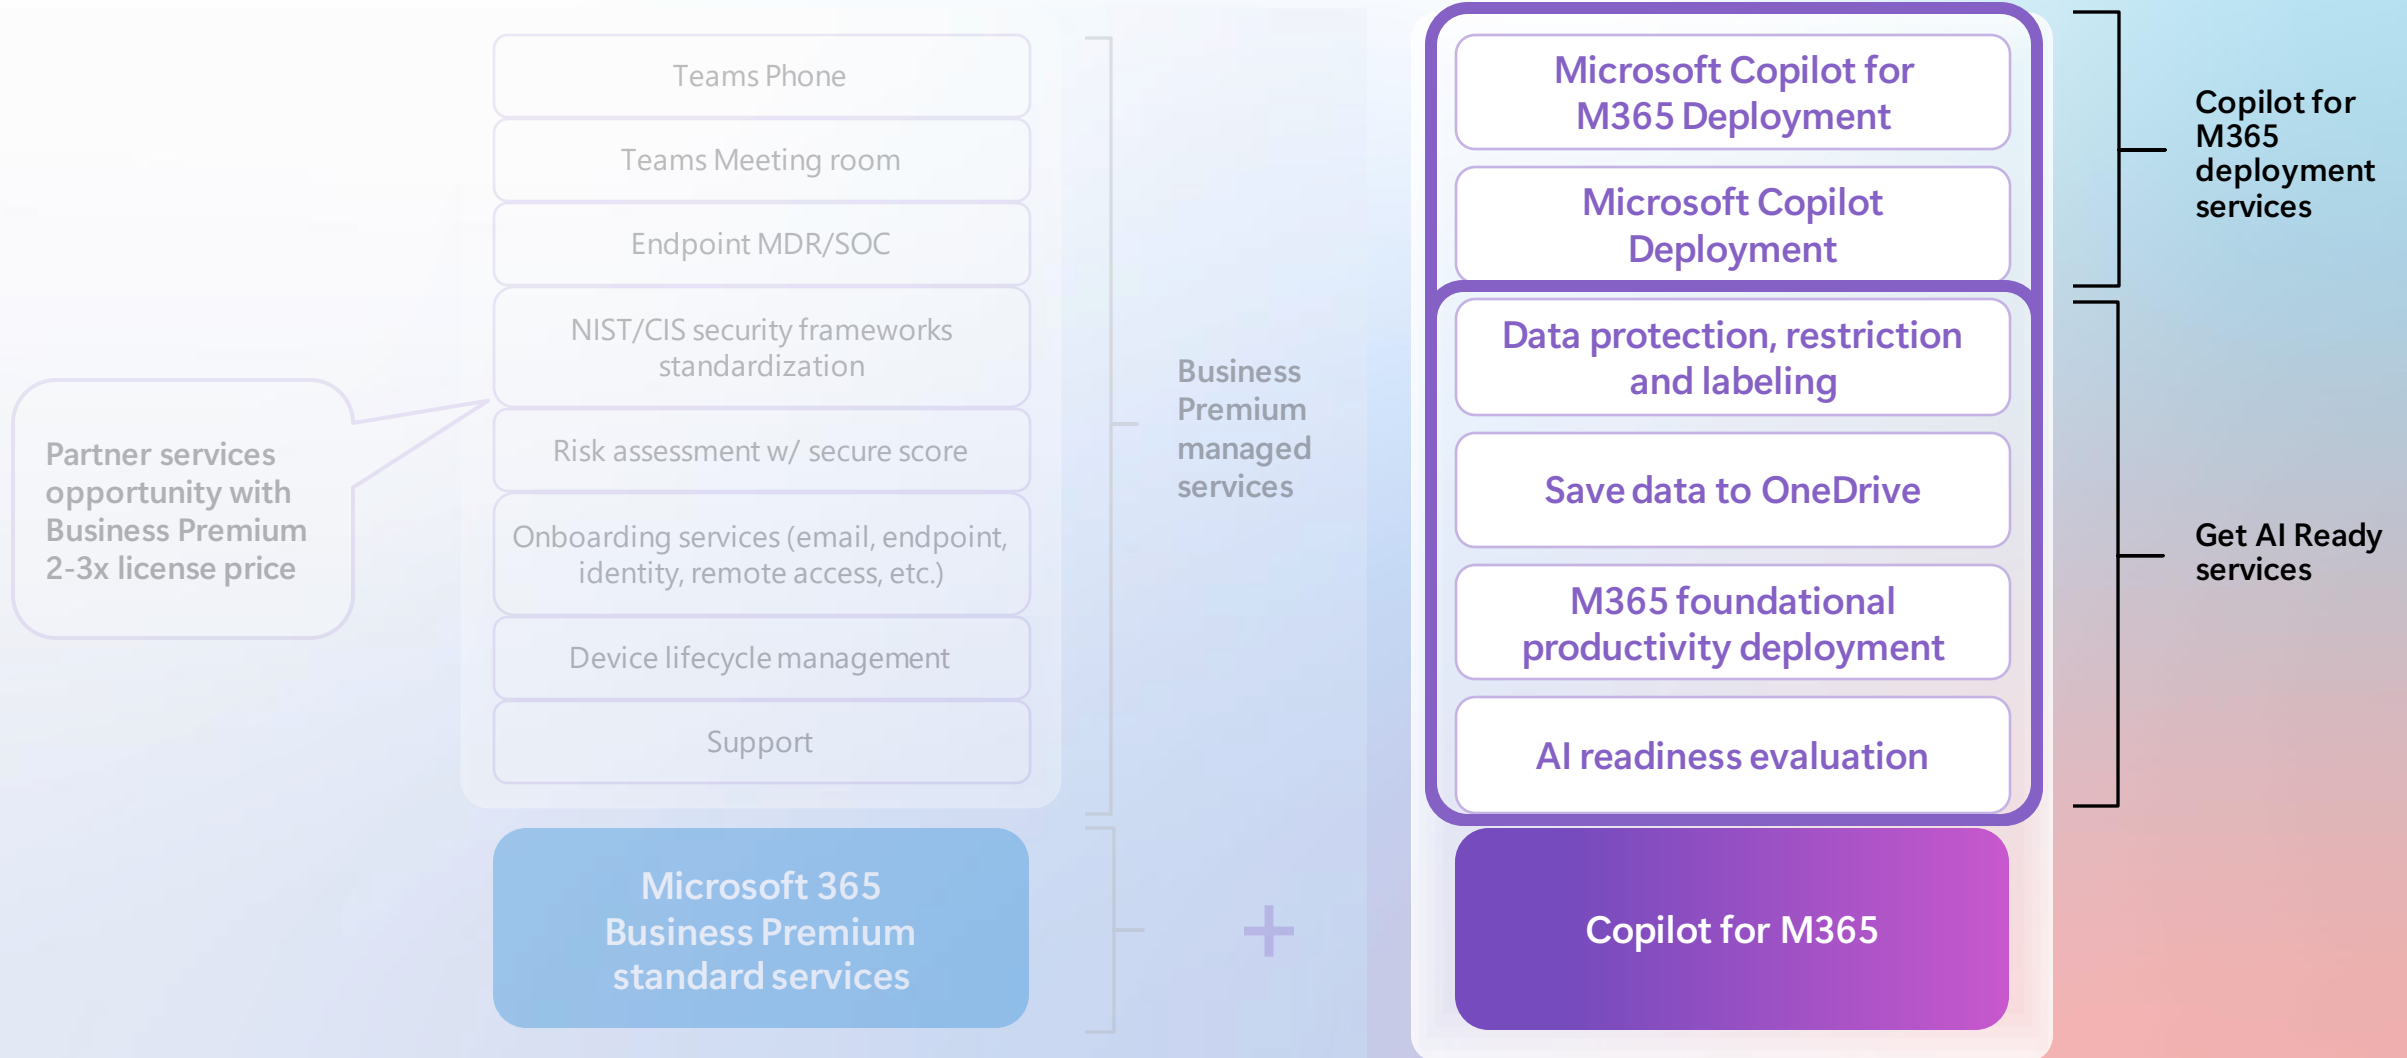 Partner services
opportunity with
Business Premium
2-3x license price
Teams Phone
Teams Meeting room
Endpoint MDR/SOC
NIST/CIS security frameworks
standardization
Risk assessment w/ secure score
Onboarding services (email, endpoint,
identity, remote access, etc.)
Device lifecycle management
Support
Microsoft 365
Business Premium
standard services
Business
Premium
managed
services
+
Microsoft Copilot for
M365 Deployment
Microsoft Copilot
Deployment
Data protection, restriction
and labeling
Save data to OneDrive
M365 foundational
productivity deployment
AI readiness evaluation
Copilot for M365
Copilot for
M365
deployment
services
Get AI Ready
services